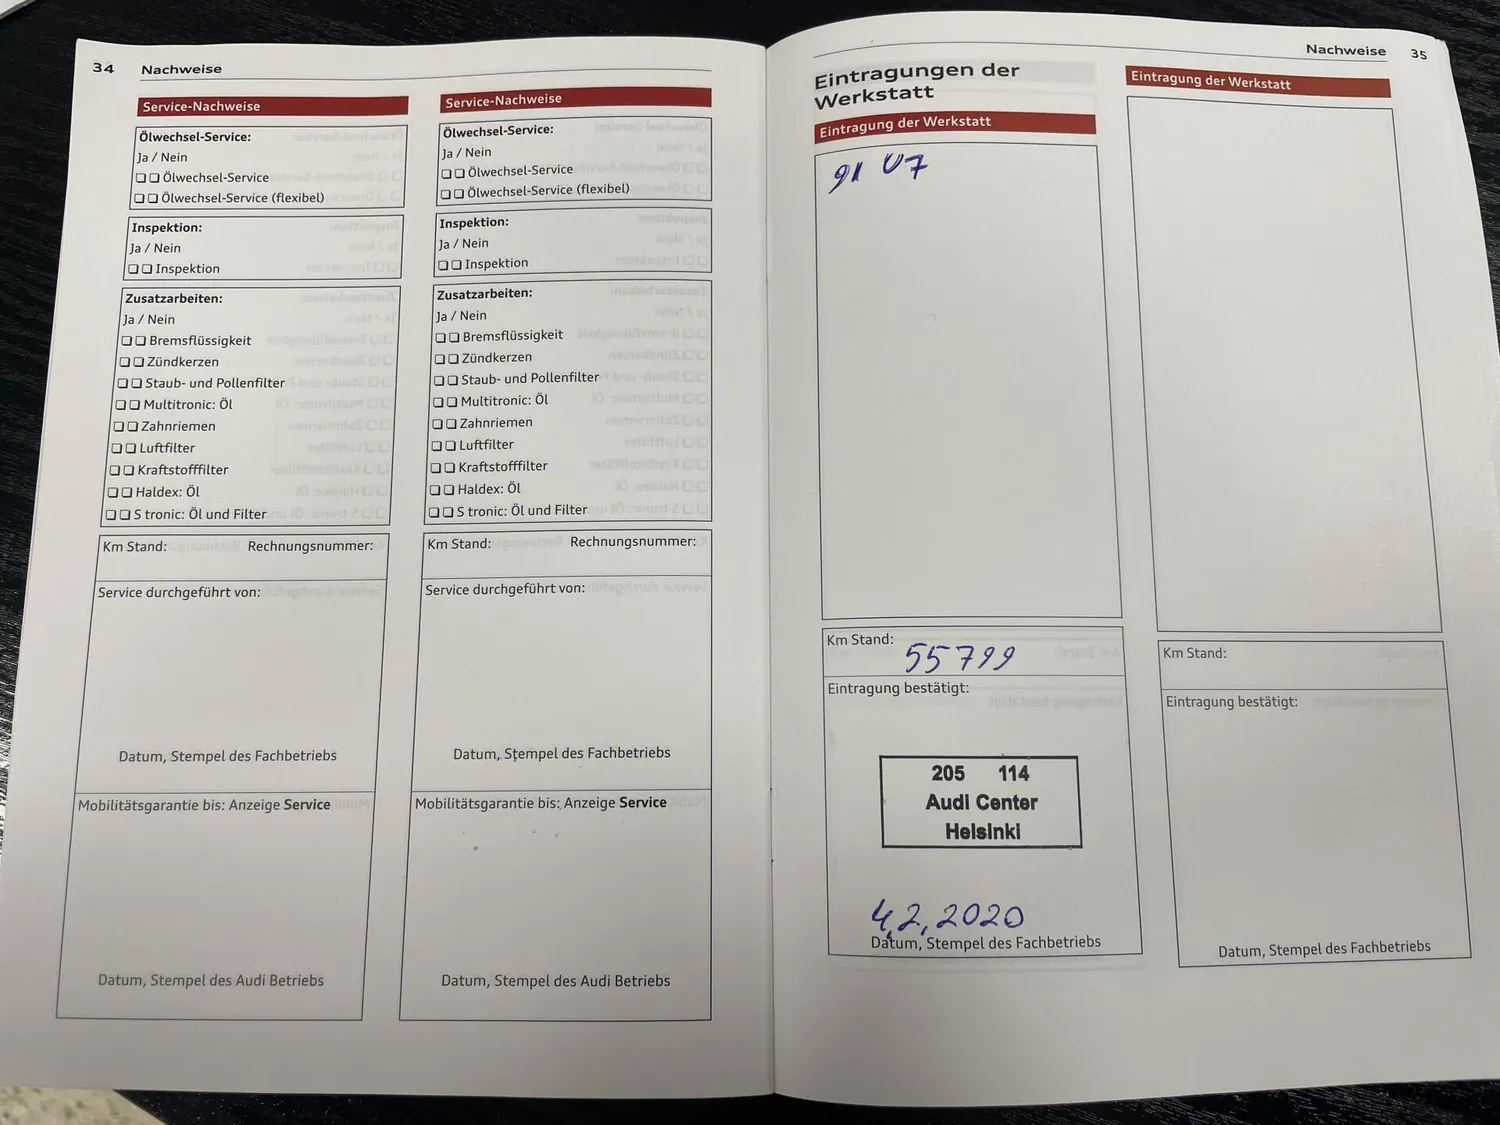 34 Nachweise
Service-Nachweise
Ölwechsel-Service:
Ja / Nein
☐ ☐ Ölwechsel-Service
☐ ☐ Ölwechsel-Service (flexibel)
Inspektion:
Ja / Nein
☐ ☐ Inspektion
Zusatzarbeiten:
Ja / Nein
☐ ☐ Bremsflüssigkeit
☐ ☐ Zündkerzen
☐ ☐ Staub- und Pollenfilter
☐ ☐ Multitronic: Öl
☐ ☐ Zahnriemen
☐ ☐ Luftfilter
☐ ☐ Kraftstofffilter
☐ ☐ Haldex: Öl
☐ ☐ S tronic: Öl und Filter
Km Stand: Rechnungsnummer:
Service durchgeführt von:
Datum, Stempel des Fachbetriebs
Mobilitätsgarantie bis: Anzeige Service
Datum, Stempel des Audi Betriebs
Service-Nachweise
Ölwechsel-Service:
Ja / Nein
☐ ☐ Ölwechsel-Service
☐ ☐ Ölwechsel-Service (flexibel)
Inspektion:
Ja / Nein
☐ ☐ Inspektion
Zusatzarbeiten:
Ja / Nein
☐ ☐ Bremsflüssigkeit
☐ ☐ Zündkerzen
☐ ☐ Staub- und Pollenfilter
☐ ☐ Multitronic: Öl
☐ ☐ Zahnriemen
☐ ☐ Luftfilter
☐ ☐ Kraftstofffilter
☐ ☐ Haldex: Öl
☐ ☐ S tronic: Öl und Filter
Km Stand: Rechnungsnummer:
Service durchgeführt von:
Datum, Stempel des Fachbetriebs
Mobilitätsgarantie bis: Anzeige Service
Datum, Stempel des Audi Betriebs
Nachweise 35
Eintragungen der
Werkstatt
Eintragung der Werkstatt
91 U7
Km Stand:
55799
Eintragung bestätigt:
205 114
Audi Center
Helsinki
4.2.2020
Datum, Stempel des Fachbetriebs
Eintragung der Werkstatt
Km Stand:
Eintragung bestätigt:
Datum, Stempel des Fachbetriebs